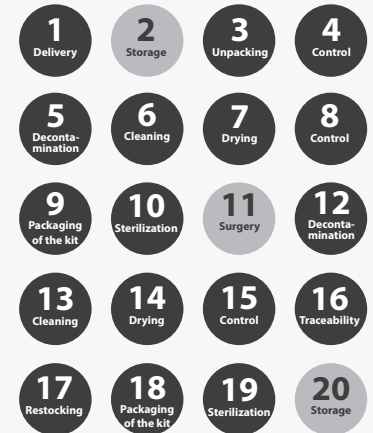 1
Delivery
2
Storage
3
Unpacking
4
Control
5
Deconta-
mination
6
Cleaning
7
Drying
8
Control
9
Packaging
of the kit
10
Sterilization
11
Surgery
12
Deconta-
mination
13
Cleaning
14
Drying
15
Control
16
Traceability
17
Restocking
18
Packaging
of the kit
19
Sterilization
20
Storage